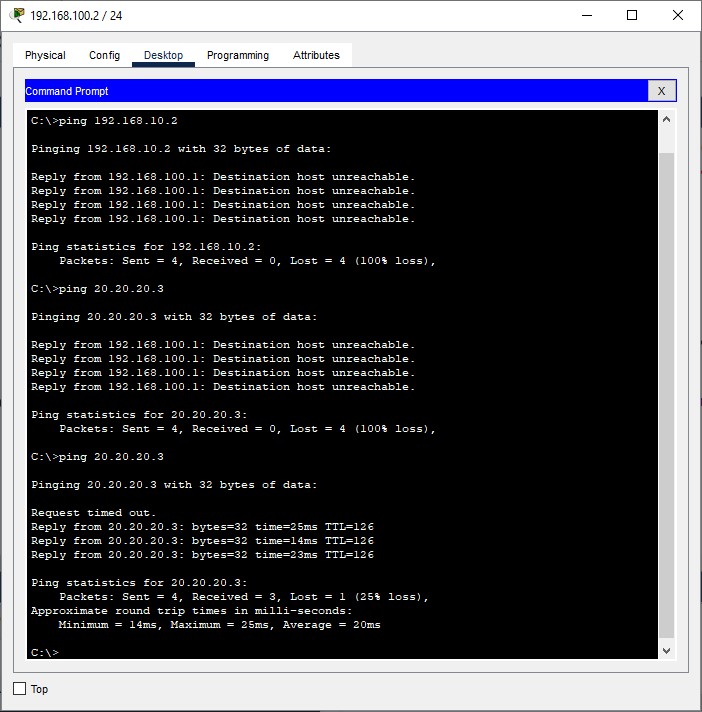 192.168.100.2 / 24
Physical Config Desktop Programming Attributes
Command Prompt X
C:\>ping 192.168.10.2
Pinging 192.168.10.2 with 32 bytes of data:
Reply from 192.168.100.1: Destination host unreachable.
Reply from 192.168.100.1: Destination host unreachable.
Reply from 192.168.100.1: Destination host unreachable.
Reply from 192.168.100.1: Destination host unreachable.
Ping statistics for 192.168.10.2:
Packets: Sent = 4, Received = 0, Lost = 4 (100% loss),
C:\>ping 20.20.20.3
Pinging 20.20.20.3 with 32 bytes of data:
Reply from 192.168.100.1: Destination host unreachable.
Reply from 192.168.100.1: Destination host unreachable.
Reply from 192.168.100.1: Destination host unreachable.
Reply from 192.168.100.1: Destination host unreachable.
Ping statistics for 20.20.20.3:
Packets: Sent = 4, Received = 0, Lost = 4 (100% loss),
C:\>ping 20.20.20.3
Pinging 20.20.20.3 with 32 bytes of data:
Request timed out.
Reply from 20.20.20.3: bytes=32 time=25ms TTL=126
Reply from 20.20.20.3: bytes=32 time=14ms TTL=126
Reply from 20.20.20.3: bytes=32 time=23ms TTL=126
Ping statistics for 20.20.20.3:
Packets: Sent = 4, Received = 3, Lost = 1 (25% loss),
Approximate round trip times in milli-seconds:
Minimum = 14ms, Maximum = 25ms, Average = 20ms
C:\>
Top